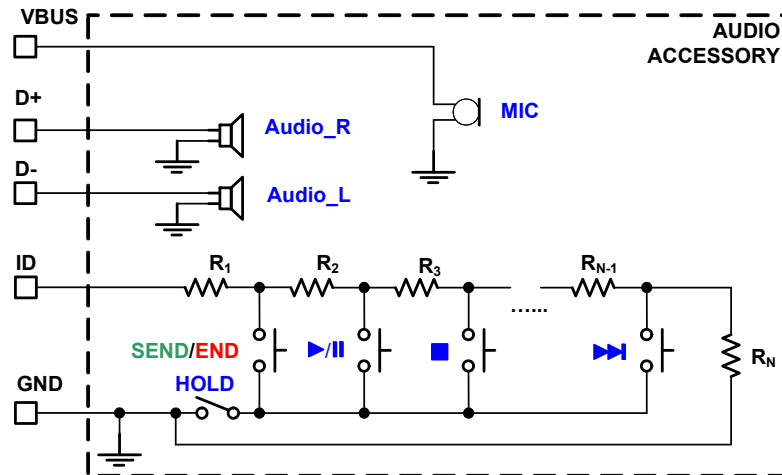 VBUS
AUDIO
ACCESSORY
D+
Audio_R
MIC
D-
Audio_L
ID
R1
R2
R3
RN-1
......
SEND/END
RN
GND
HOLD